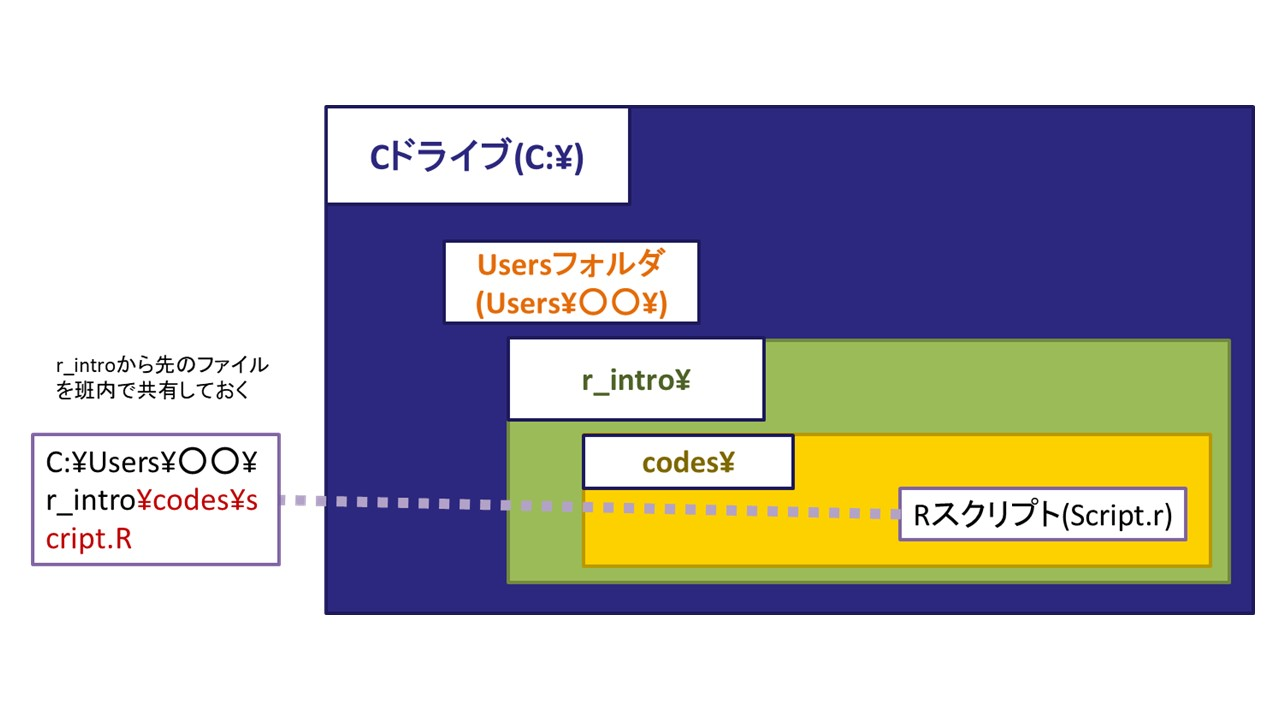 Cドライブ(C:¥)
Usersフォルダ
(Users¥〇〇¥)
r_intro¥
r_introから先のファイル
を班内で共有しておく
codes¥
C:¥Users¥〇〇¥
r_intro¥codes¥s
cript.R
Rスクリプト(Script.r)